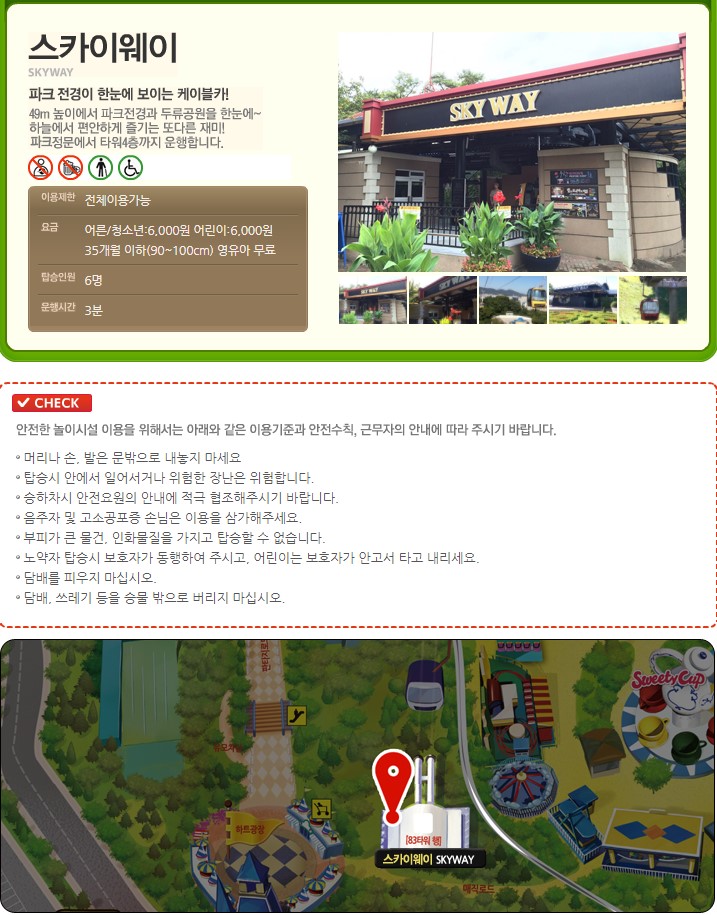 스카이웨이
SKYWAY
파크 전경이 한눈에 보이는 케이블카!
49m 높이에서 파크전경과 두류공원을 한눈에~
하늘에서 편안하게 즐기는 또다른 재미!
파크정문에서 타워4층까지 운행합니다.
이용제한 전체이용가능
요금 어른/청소년:6,000원 어린이:6,000원
35개월 이하(90~100cm) 영유아 무료
탑승인원 6명
운행시간 3분
SKY WAY
CHECK
안전한 놀이시설 이용을 위해서는 아래와 같은 이용기준과 안전수칙, 근무자의 안내에 따라 주시기 바랍니다.
머리나 손, 발은 문밖으로 내놓지 마세요
탑승시 안에서 일어서거나 위험한 장난은 위험합니다.
승하차시 안전요원의 안내에 적극 협조해주시기 바랍니다.
음주자 및 고소공포증 손님은 이용을 삼가해주세요.
부피가 큰 물건, 인화물질을 가지고 탑승할 수 없습니다.
노약자 탑승시 보호자가 동행하여 주시고, 어린이는 보호자가 안고서 타고 내리세요.
담배를 피우지 마십시오.
담배, 쓰레기 등을 승물 밖으로 버리지 마십시오.
판타지로드
Sweety Cup
하트광장
[83타워 행]
스카이웨이 SKYWAY
매직로드